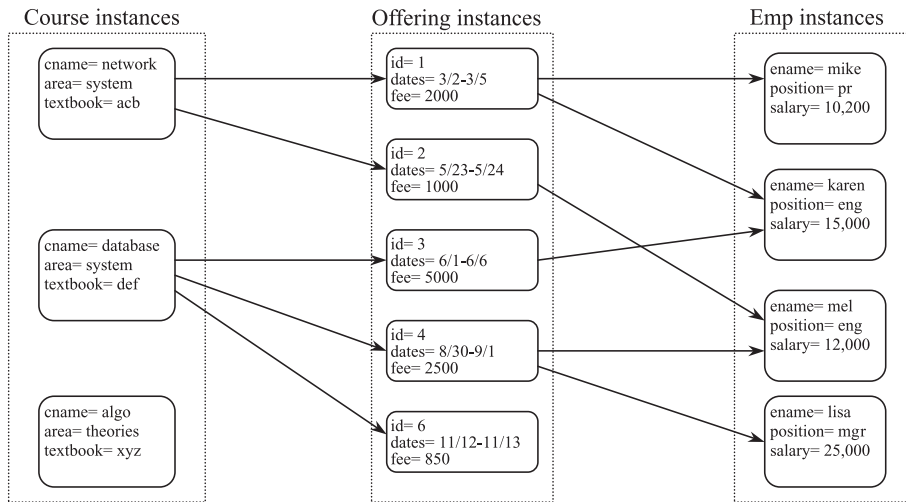 Course instances
cname= network
area= system
textbook= acb
cname= database
area= system
textbook= def
cname= algo
area= theories
textbook= xyz
Offering instances
id= 1
dates= 3/2-3/5
fee= 2000
id= 2
dates= 5/23-5/24
fee= 1000
id= 3
dates= 6/1-6/6
fee= 5000
id= 4
dates= 8/30-9/1
fee= 2500
id= 6
dates= 11/12-11/13
fee= 850
Emp instances
ename= mike
position= pr
salary= 10,200
ename= karen
position= eng
salary= 15,000
ename= mel
position= eng
salary= 12,000
ename= lisa
position= mgr
salary= 25,000